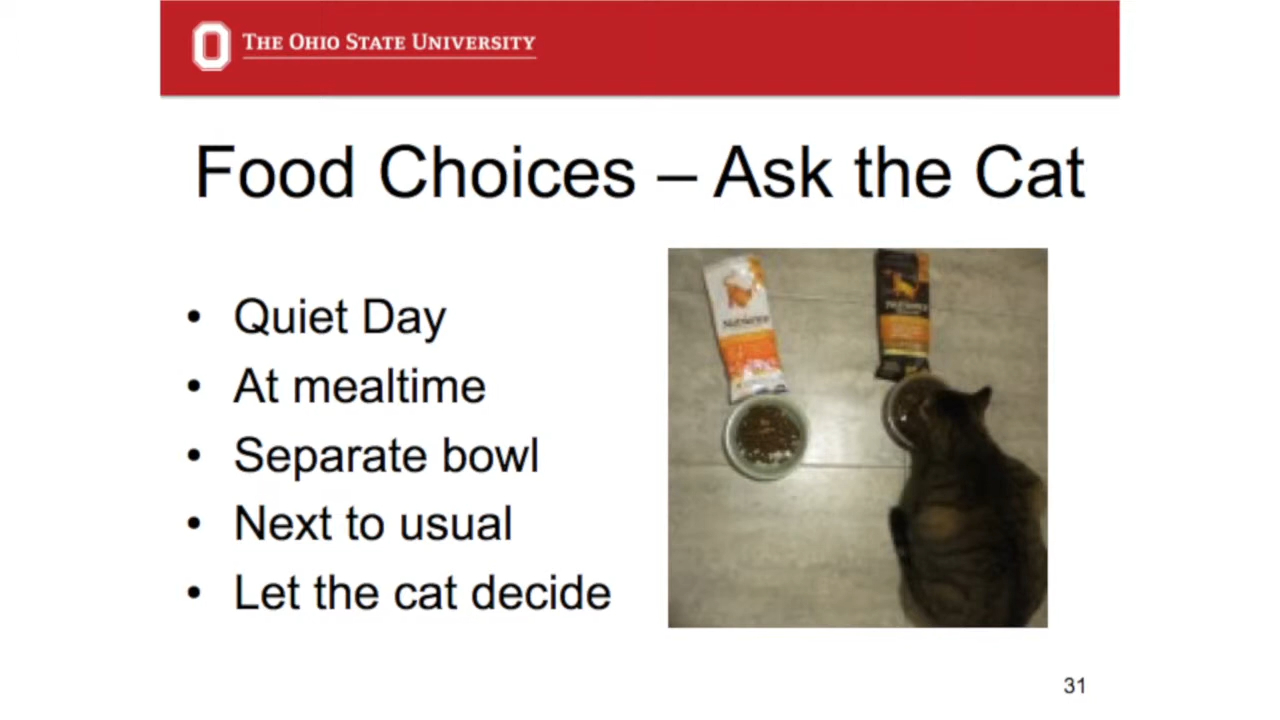 THE OHIO STATE UNIVERSITY
Food Choices – Ask the Cat
• Quiet Day
• At mealtime
• Separate bowl
• Next to usual
• Let the cat decide
Nutrience
31